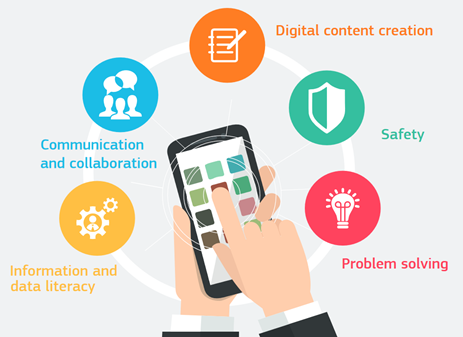 Digital content creation
Communication
and collaboration
Safety
Information and
data literacy
Problem solving